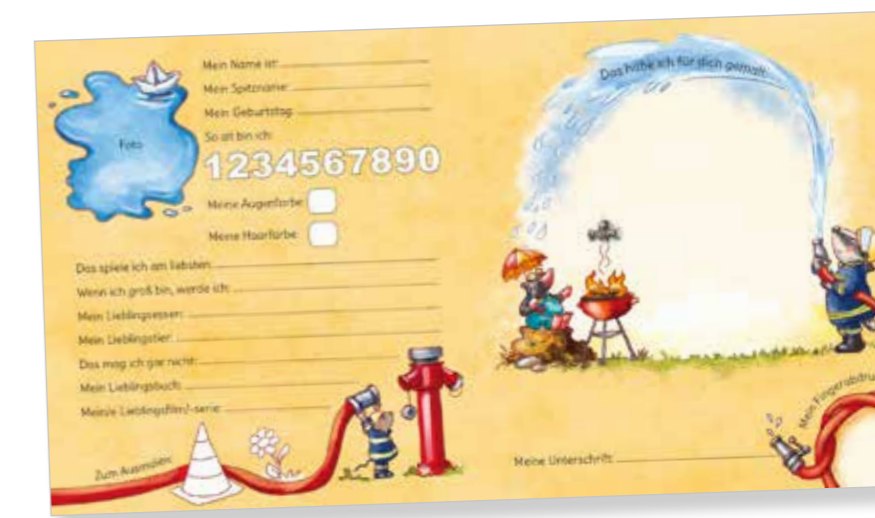 Foto
Mein Name ist:
Mein Spitzname:
Mein Geburtstag:
So alt bin ich:
1234567890
Meine Augenfarbe:
Meine Haarfarbe:
Das spiele ich am liebsten:
Wenn ich groß bin, werde ich:
Mein Lieblingsessen:
Mein Lieblingstier:
Das mag ich gar nicht:
Mein Lieblingsbuch:
Mein/e Lieblingsfilm/-serie:
Zum Ausmalen:
Das habe ich für dich gemalt:
Meine Unterschrift:
Mein Fingerabdru